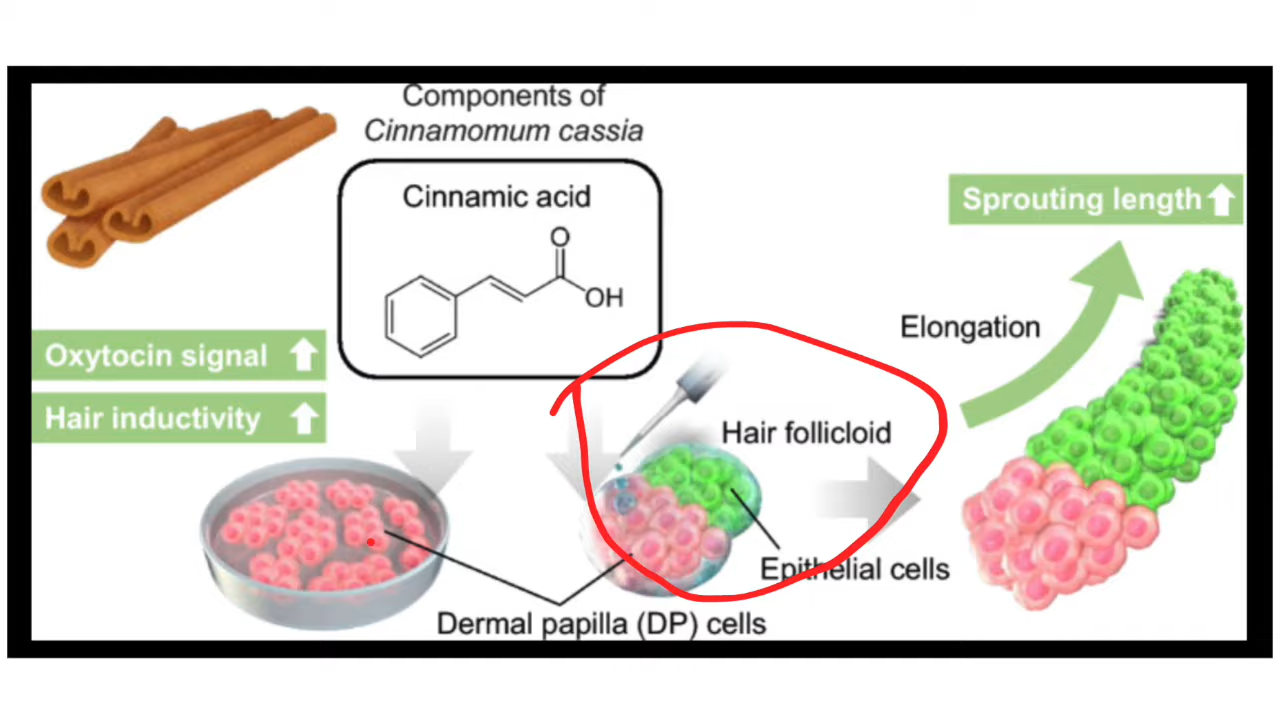 Components of
Cinnamomum cassia
Cinnamic acid
O
OH
Oxytocin signal
Hair inductivity
Sprouting length
Elongation
Hair follicloid
Epithelial cells
Dermal papilla (DP) cells